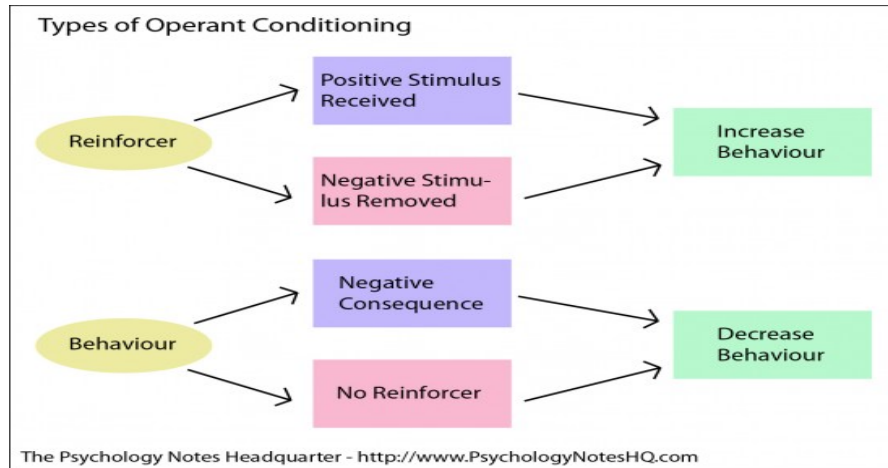 Types of Operant Conditioning
Positive Stimulus
Received
Reinforcer
Negative Stimu-
lus Removed
Increase
Behaviour
Negative
Consequence
Behaviour
No Reinforcer
Decrease
Behaviour
The Psychology Notes Headquarter - http://www.PsychologyNotesHQ.com